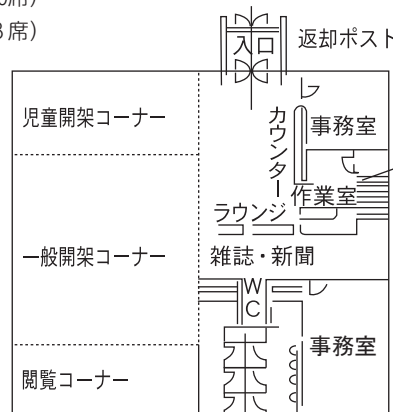 席)
席)
入口
返却ポスト
児童開架コーナー
カウンター
事務室
作業室
ラウンジ
一般開架コーナー
雑誌・新聞
WC
事務室
閲覧コーナー